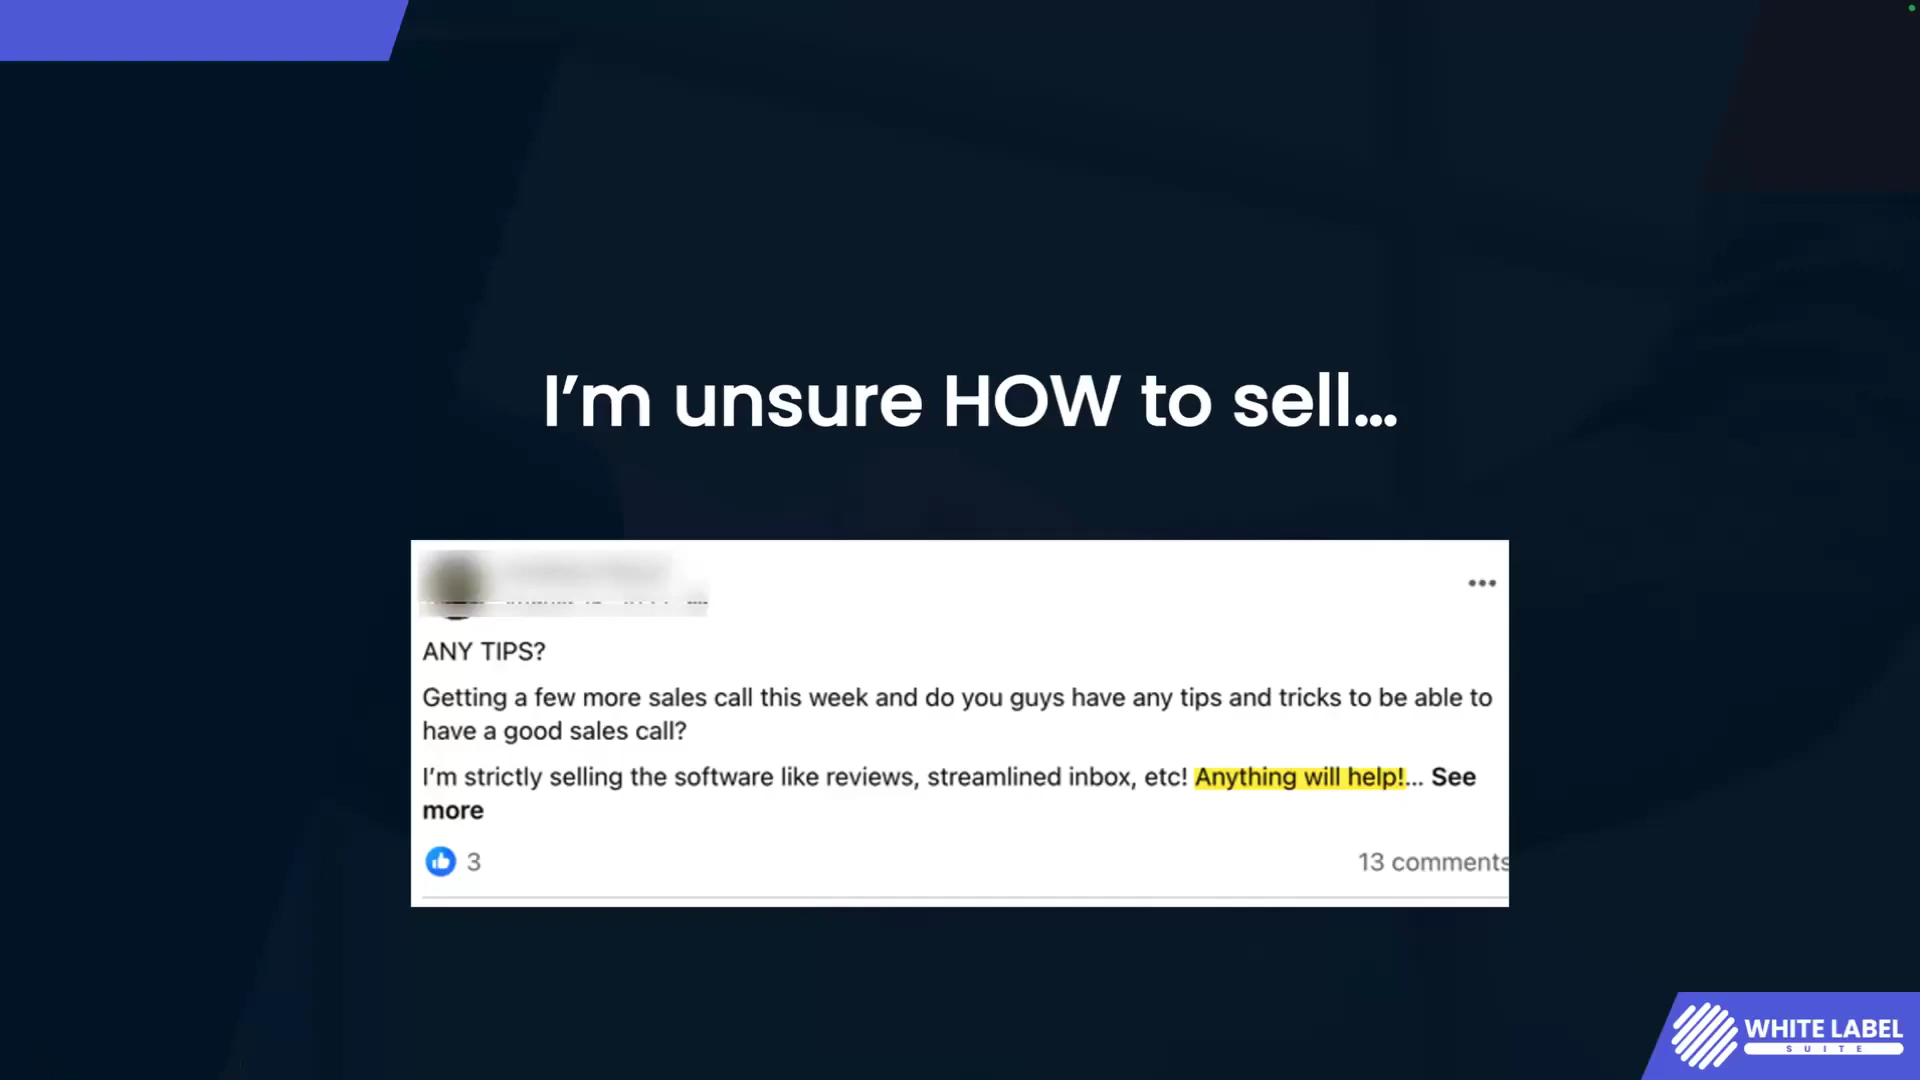 I’m unsure HOW to sell...
ANY TIPS?
Getting a few more sales call this week and do you guys have any tips and tricks to be able to
have a good sales call?
I’m strictly selling the software like reviews, streamlined inbox, etc! Anything will help!... See
more
3
13 comments
WHITE LABEL
SUITE